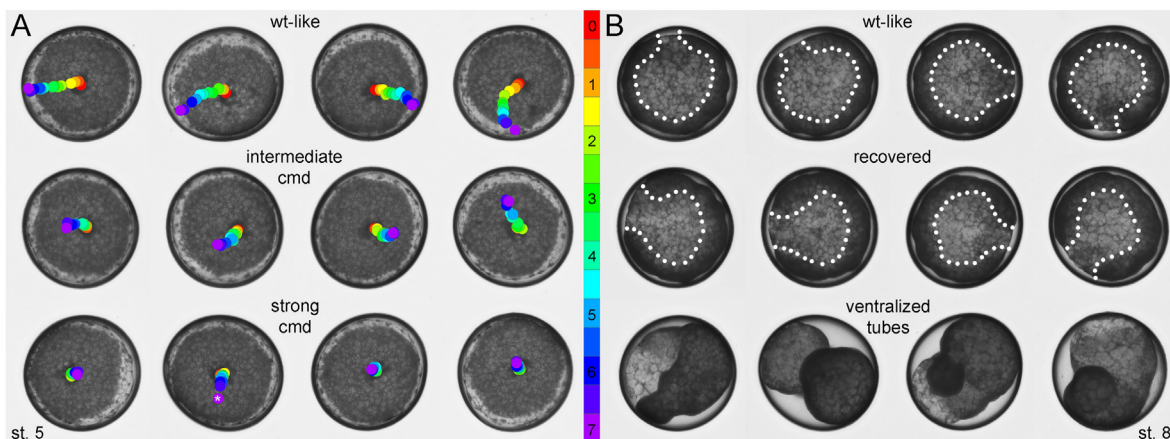 A
wt-like
intermediate
cmd
strong
cmd
st. 5
*
0
1
2
3
4
5
6
7
B
wt-like
recovered
ventralized
tubes
st. 8